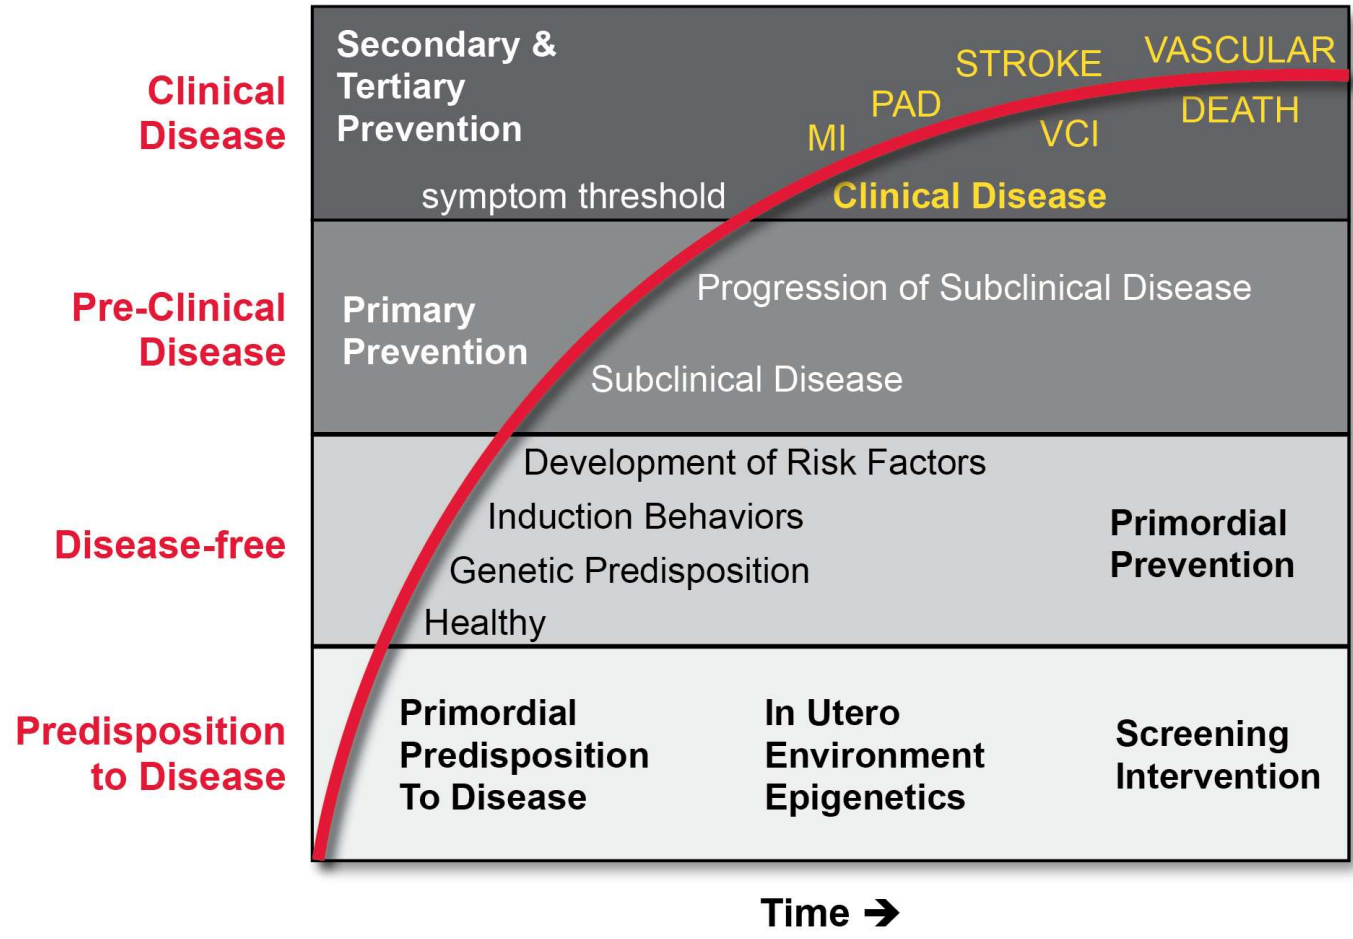 Clinical
Disease
Secondary &
Tertiary
Prevention
symptom threshold
MI
PAD
STROKE
VCI
VASCULAR
DEATH
Clinical Disease
Pre-Clinical
Disease
Primary
Prevention
Progression of Subclinical Disease
Subclinical Disease
Disease-free
Development of Risk Factors
Induction Behaviors
Genetic Predisposition
Healthy
Primordial
Prevention
Predisposition
to Disease
Primordial
Predisposition
To Disease
In Utero
Environment
Epigenetics
Screening
Intervention
Time →